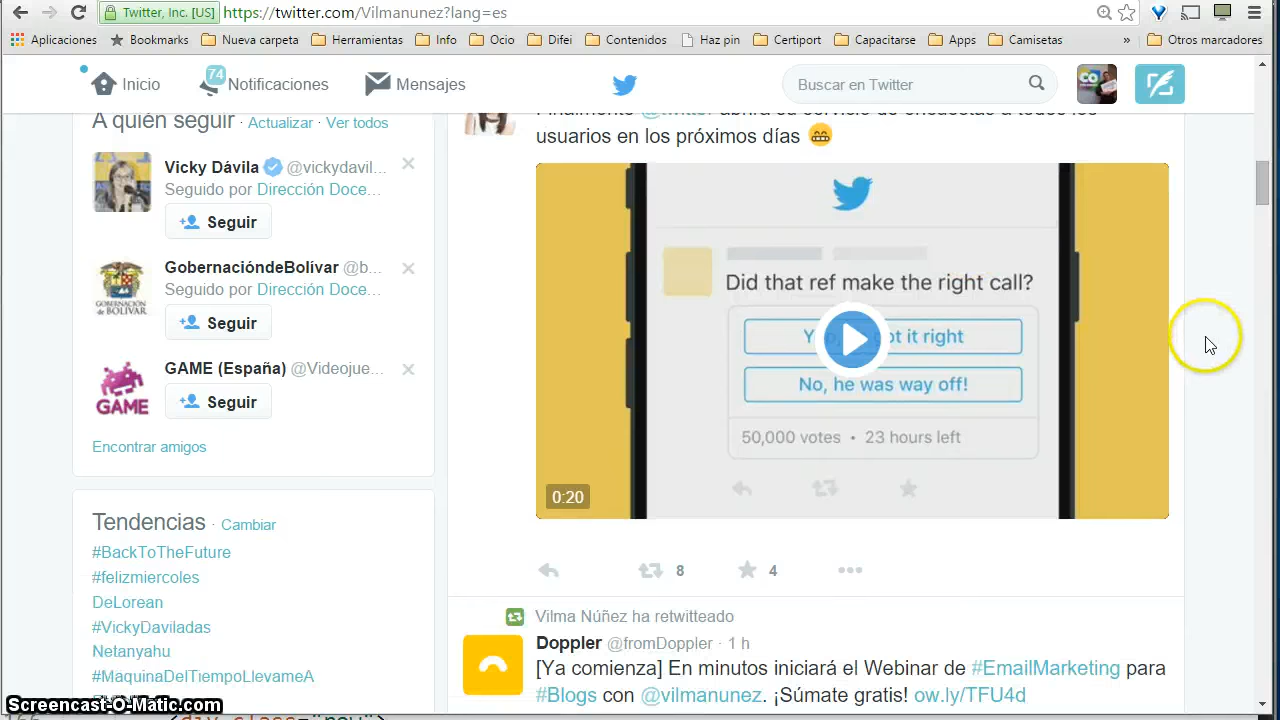 Twitter, Inc. [US] https://twitter.com/Vilmanunez?lang=es
Aplicaciones Bookmarks Nueva carpeta Herramientas Info Ocio Difei Contenidos Haz pin Certiport Capacitarse Apps Camisetas » Otros marcadores
Inicio 74 Notificaciones Mensajes Buscar en Twitter
A quién seguir · Actualizar · Ver todos
Vicky Dávila @vickydavil...
Seguido por Dirección Doce...
Seguir
GobernacióndeBolívar @b...
Seguido por Dirección Doce...
Seguir
GOBERNACIÓN
de BOLÍVAR
GAME (España) @Videojue...
Seguir
GAME
Encontrar amigos
Tendencias · Cambiar
#BackToTheFuture
#felizmiercoles
DeLorean
#VickyDaviladas
Netanyahu
#MaquinaDelTiempoLlevameA
Finalmente @twitter abrirá su servicio de encuestas a todos los
usuarios en los próximos días
Did that ref make the right call?
it right
No, he was way off!
50,000 votes • 23 hours left
0:20
8 4
Vilma Núñez ha retwitteado
Doppler @fromDoppler · 1 h
[Ya comienza] En minutos iniciará el Webinar de #EmailMarketing para
#Blogs con @vilmanunez. ¡Súmate gratis! ow.ly/TFU4d
Screencast-O-Matic.com